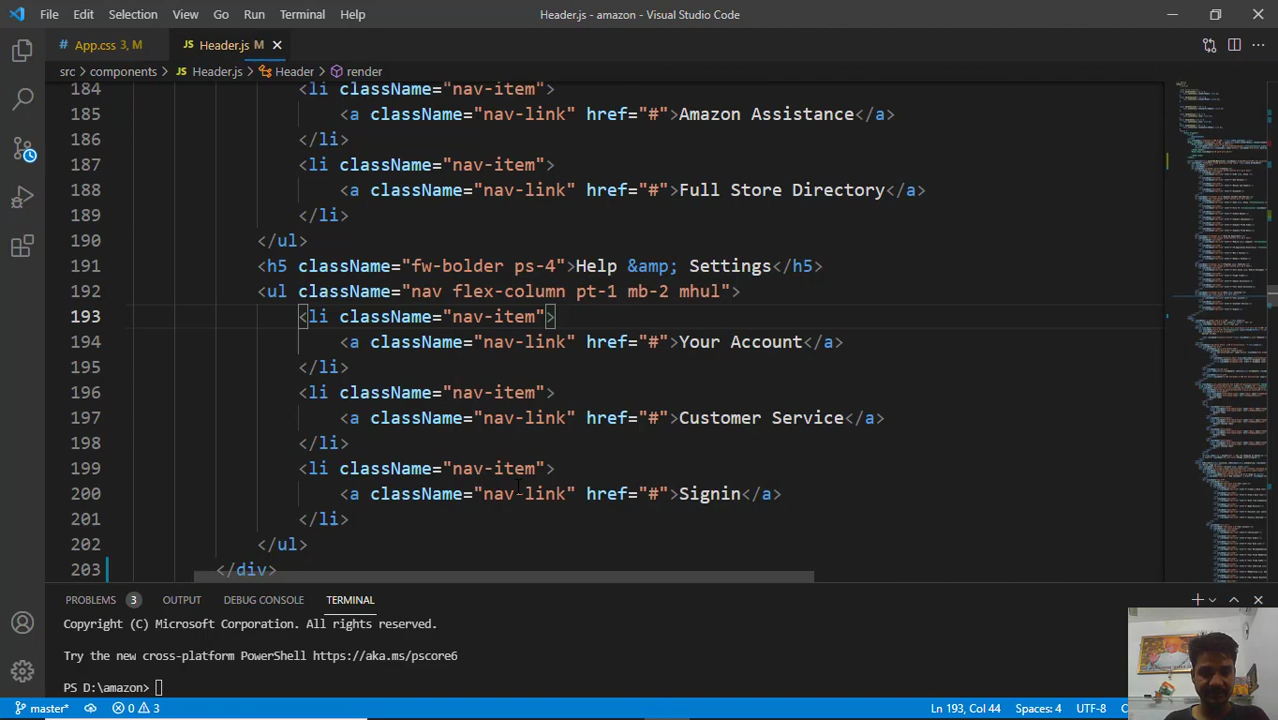 File Edit Selection View Go Run Terminal Help Header.js - amazon - Visual Studio Code
# App.css 3, M JS Header.js M
src components JS Header.js Header render
184 <li className="nav-item">
185 <a className="nav-link" href="#">Amazon Assistance</a>
186 </li>
187 <li className="nav-item">
188 <a className="nav-link" href="#">Full Store Directory</a>
189 </li>
190 </ul>
191 <h5 className="fw-bolder ps-4">Help &amp; Settings</h5>
192 <ul className="nav flex-column pt-1 mb-2 mhul">
193 <li className="nav-item">
194 <a className="nav-link" href="#">Your Account</a>
195 </li>
196 <li className="nav-item">
197 <a className="nav-link" href="#">Customer Service</a>
198 </li>
199 <li className="nav-item">
200 <a className="nav-link" href="#">Signin</a>
201 </li>
202 </ul>
203 </div>
PROBLEMS 3 OUTPUT DEBUG CONSOLE TERMINAL
Copyright (C) Microsoft Corporation. All rights reserved.
Try the new cross-platform PowerShell https://aka.ms/pscore6
PS D:\amazon>
master* 0 3 Ln 193, Col 44 Spaces: 4 UTF-8